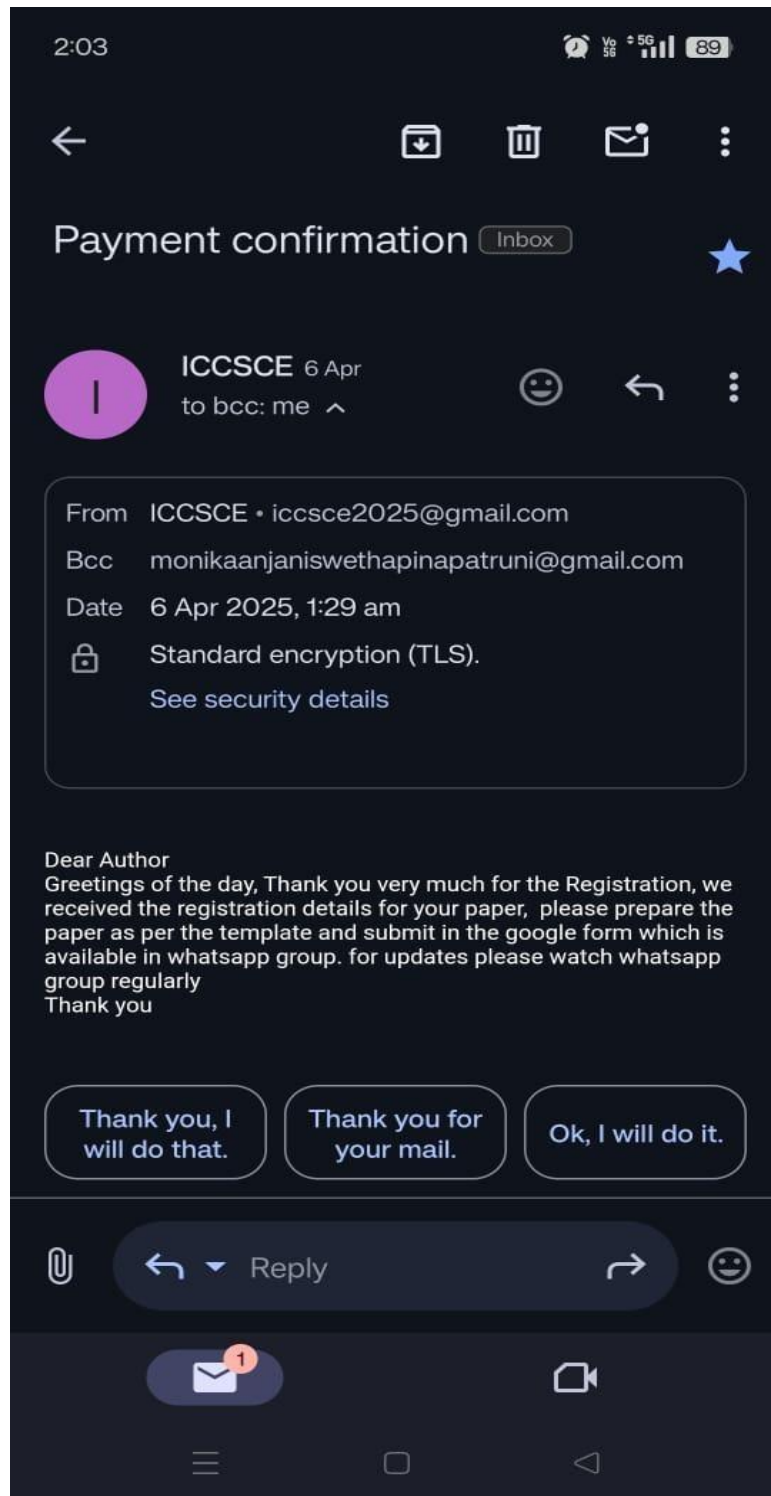 2:03 Vo 5G 5G 89
Payment confirmation Inbox
I
ICCSCE 6 Apr
to bcc: me
From ICCSCE • iccsce2025@gmail.com
Bcc monikaanjaniswethapinapatruni@gmail.com
Date 6 Apr 2025, 1:29 am
Standard encryption (TLS).
See security details
Dear Author
Greetings of the day, Thank you very much for the Registration, we
received the registration details for your paper, please prepare the
paper as per the template and submit in the google form which is
available in whatsapp group. for updates please watch whatsapp
group regularly
Thank you
Thank you, I
will do that.
Thank you for
your mail.
Ok, I will do it.
Reply
1